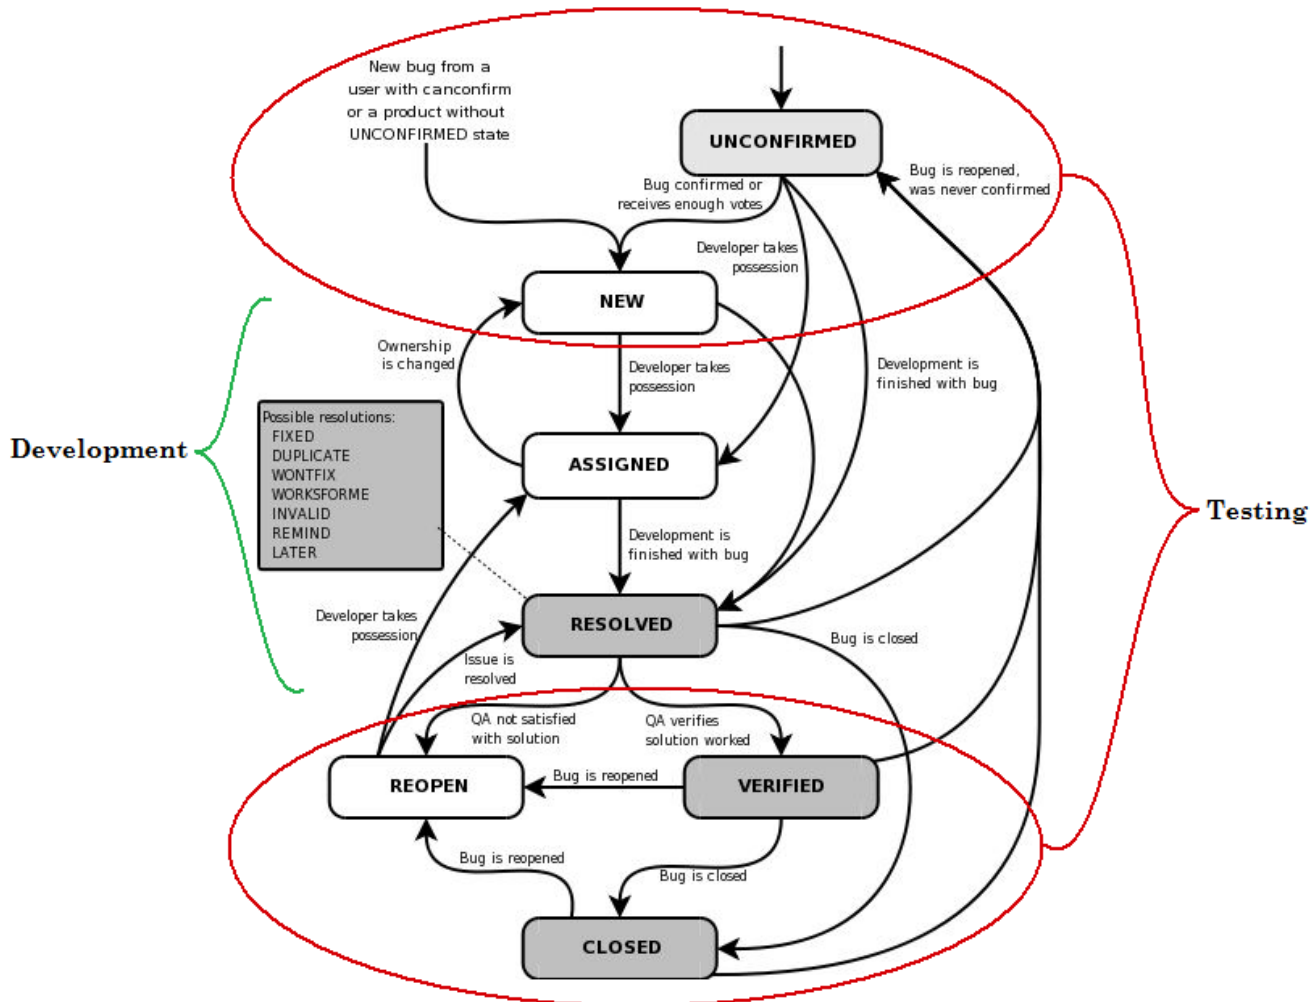 New bug from a
user with canconfirm
or a product without
UNCONFIRMED state
UNCONFIRMED
Bug is reopened,
was never confirmed
Bug confirmed or
receives enough votes
Developer takes
possession
NEW
Ownership
is changed
Developer takes
possession
Development is
finished with bug
Possible resolutions:
FIXED
DUPLICATE
WONTFIX
WORKSFORME
INVALID
REMIND
LATER
Development
ASSIGNED
Testing
Development is
finished with bug
Developer takes
possession
RESOLVED
Bug is closed
Issue is
resolved
QA not satisfied
with solution
QA verifies
solution worked
REOPEN
Bug is reopened
VERIFIED
Bug is reopened
Bug is closed
CLOSED